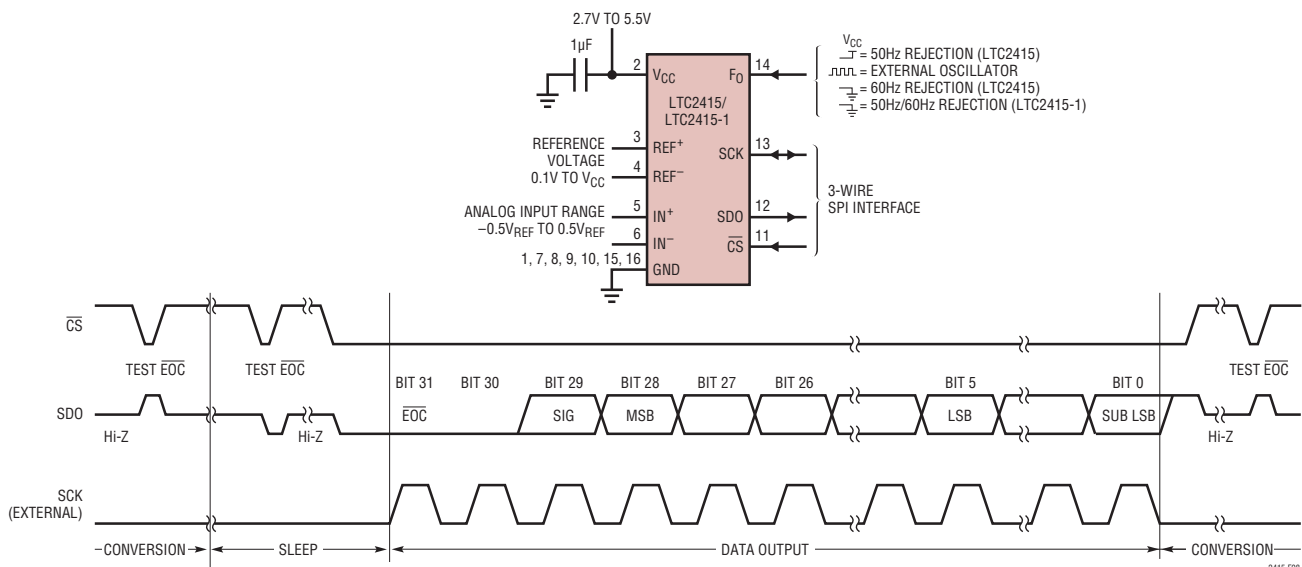 2.7V TO 5.5V
1µF
2
VCC
FO
14
VCC
= 50Hz REJECTION (LTC2415)
= EXTERNAL OSCILLATOR
= 60Hz REJECTION (LTC2415)
= 50Hz/60Hz REJECTION (LTC2415-1)
LTC2415/
LTC2415-1
REFERENCE
VOLTAGE
0.1V TO VCC
3
REF+
4
REF−
SCK
13
ANALOG INPUT RANGE
−0.5VREF TO 0.5VREF
5
IN+
6
IN−
SDO
12
CS
11
3-WIRE
SPI INTERFACE
1, 7, 8, 9, 10, 15, 16
GND
CS
TEST EOC
TEST EOC
TEST EOC
BIT 31
BIT 30
BIT 29
BIT 28
BIT 27
BIT 26
BIT 5
BIT 0
SDO
EOC
SIG
MSB
LSB
SUB LSB
Hi-Z
Hi-Z
Hi-Z
SCK
(EXTERNAL)
CONVERSION
SLEEP
DATA OUTPUT
CONVERSION